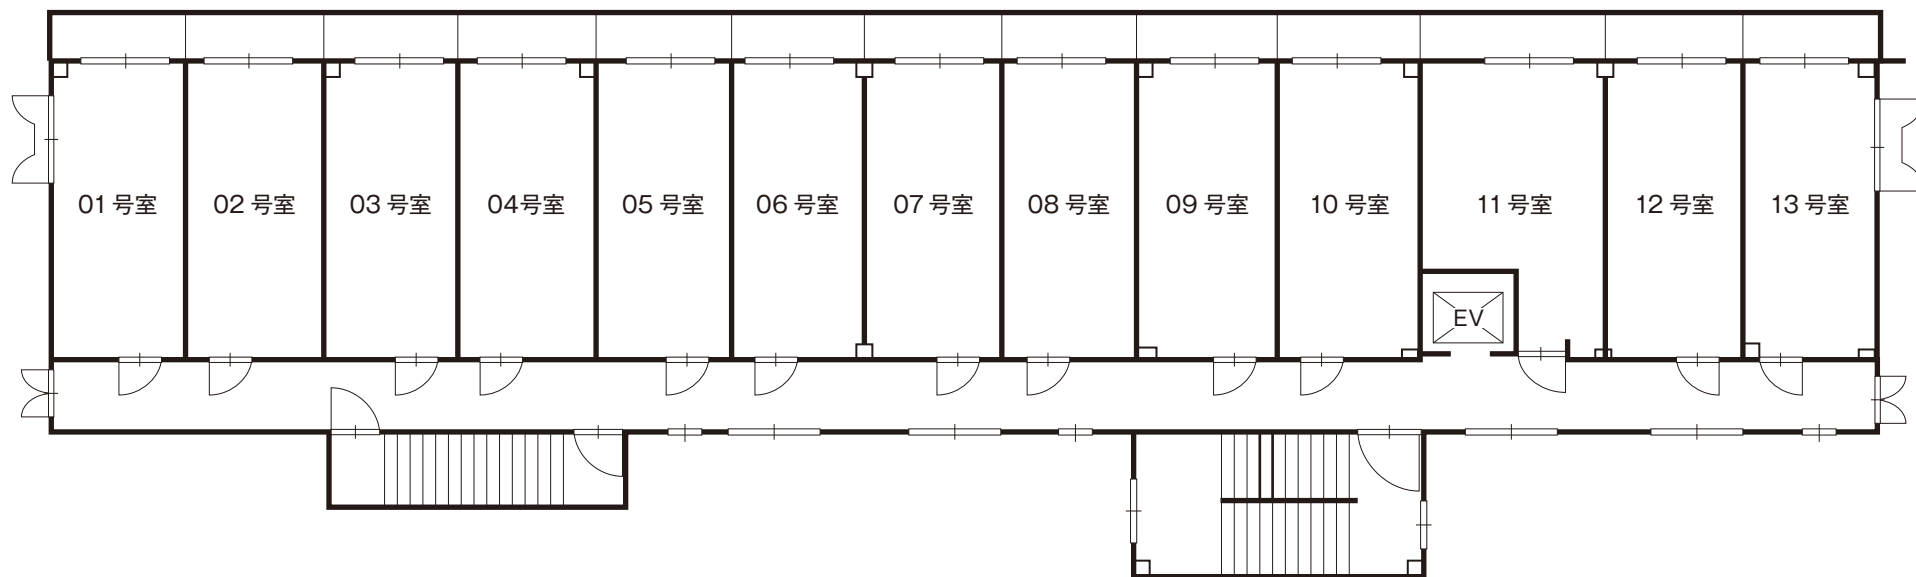 01 号室
02 号室
03 号室
04号室
05 号室
06 号室
07 号室
08 号室
09 号室
10 号室
11 号室
12 号室
13 号室
EV